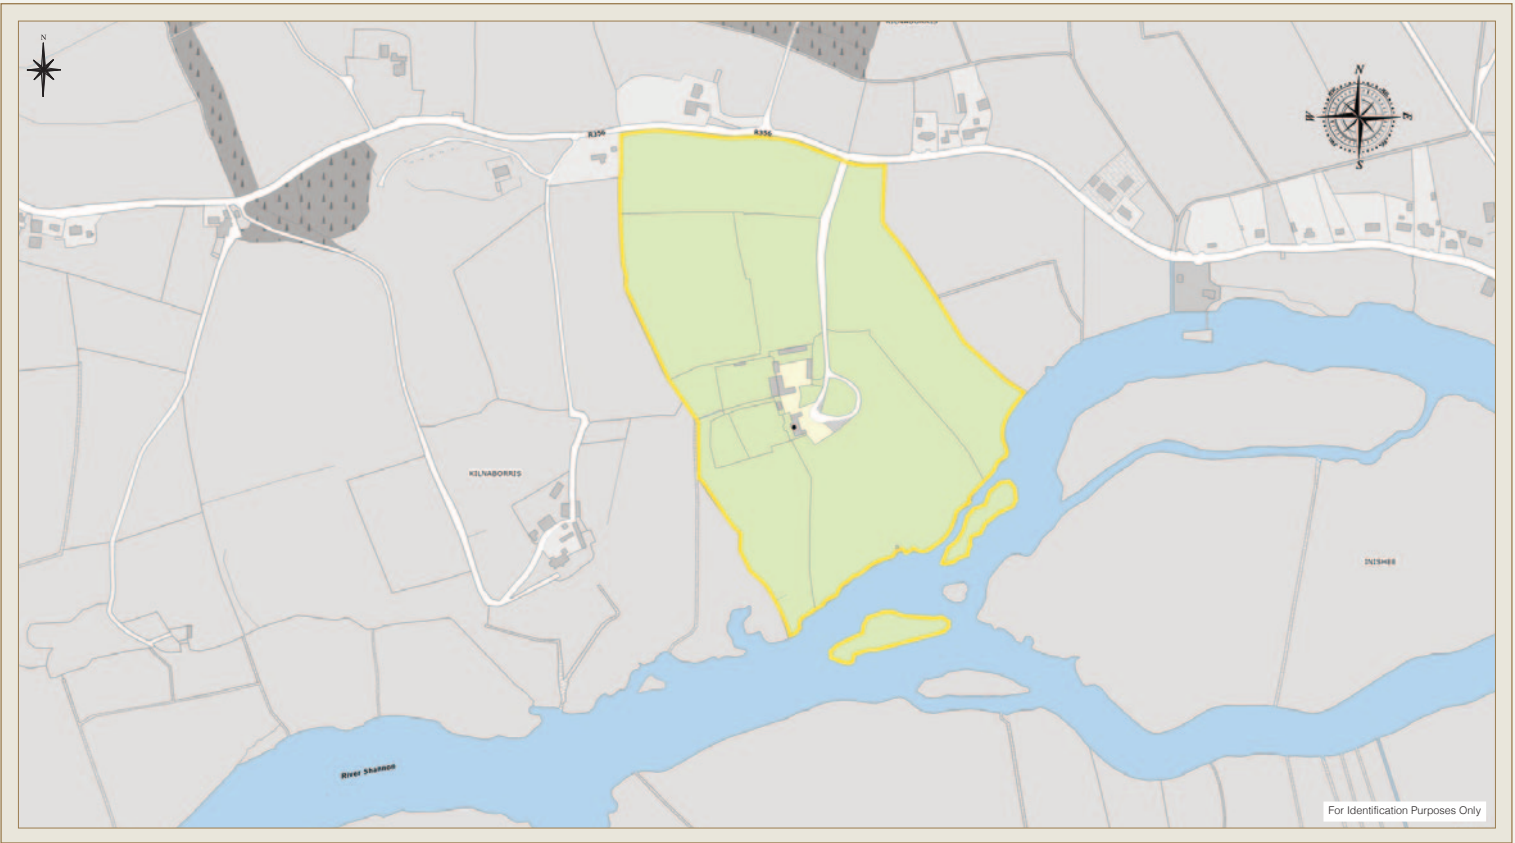 N
N
W
E
S
R356
R356
KILNABORRIS
INISHEE
River Shannon
For Identification Purposes Only